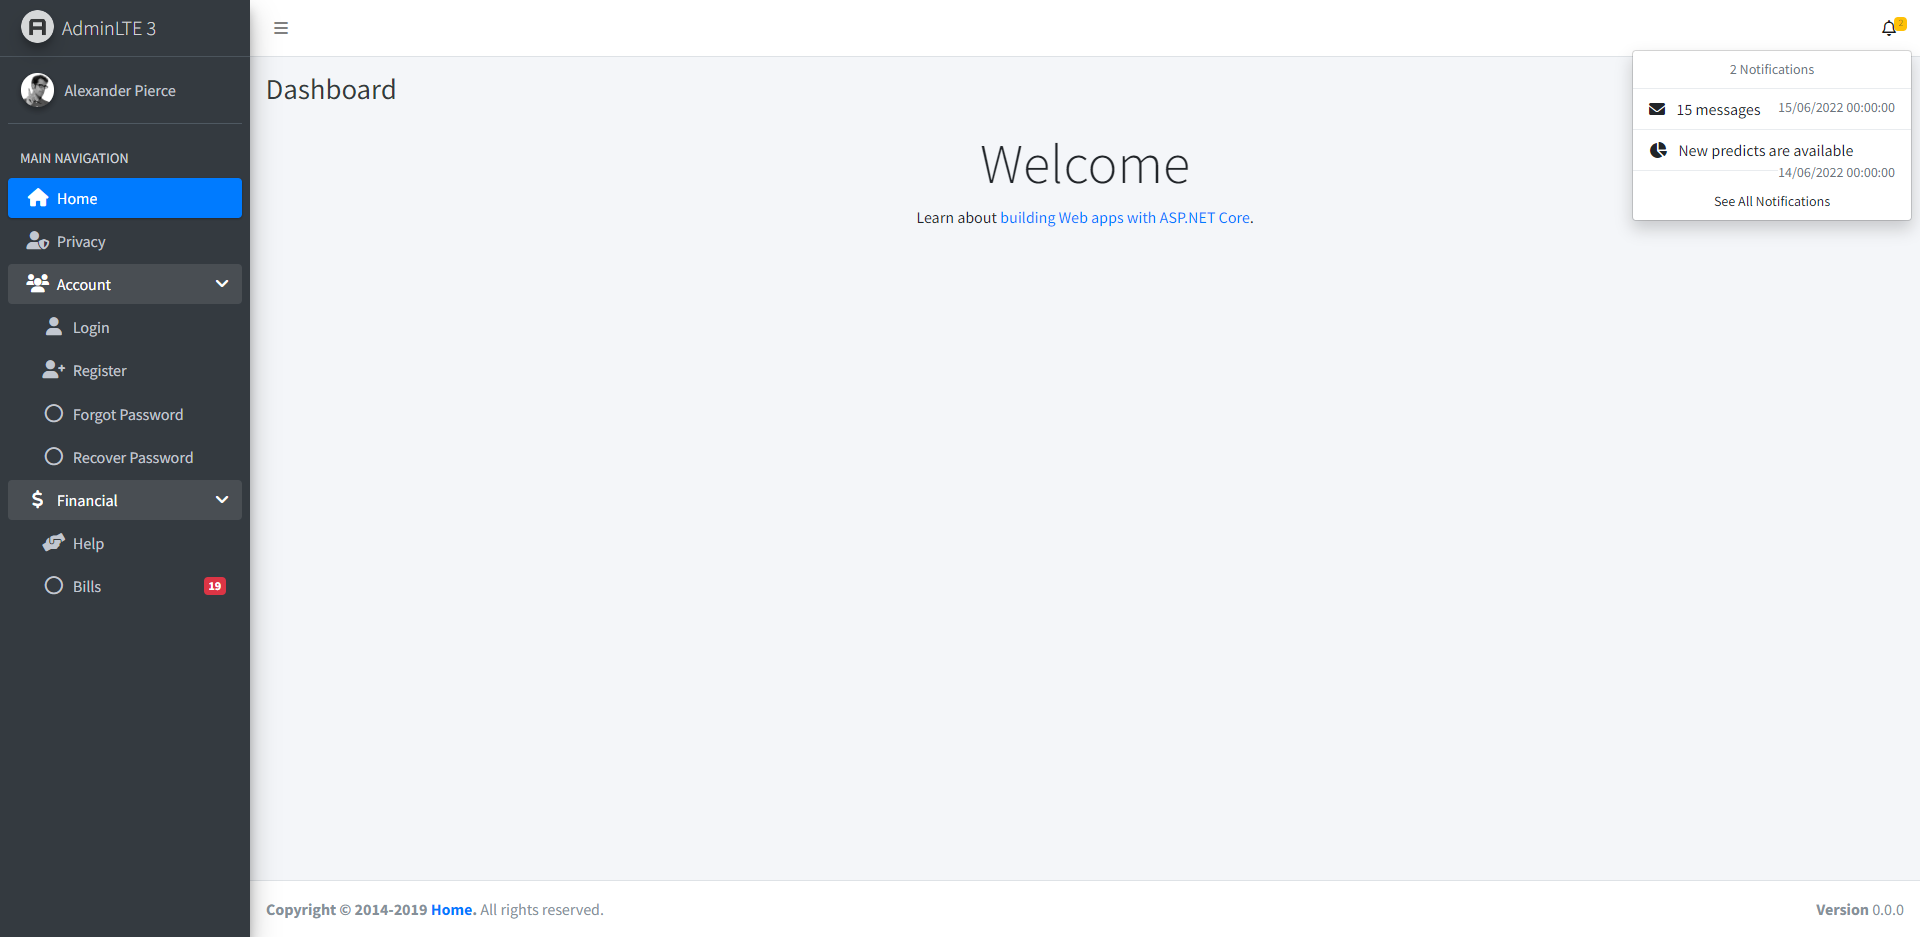 AdminLTE 3
Alexander Pierce
MAIN NAVIGATION
Home
Privacy
Account
Login
Register
Forgot Password
Recover Password
Financial
Help
Bills 19
2
2 Notifications
15 messages 15/06/2022 00:00:00
New predicts are available
14/06/2022 00:00:00
See All Notifications
Dashboard
Welcome
Learn about building Web apps with ASP.NET Core.
Copyright © 2014-2019 Home. All rights reserved.
Version 0.0.0